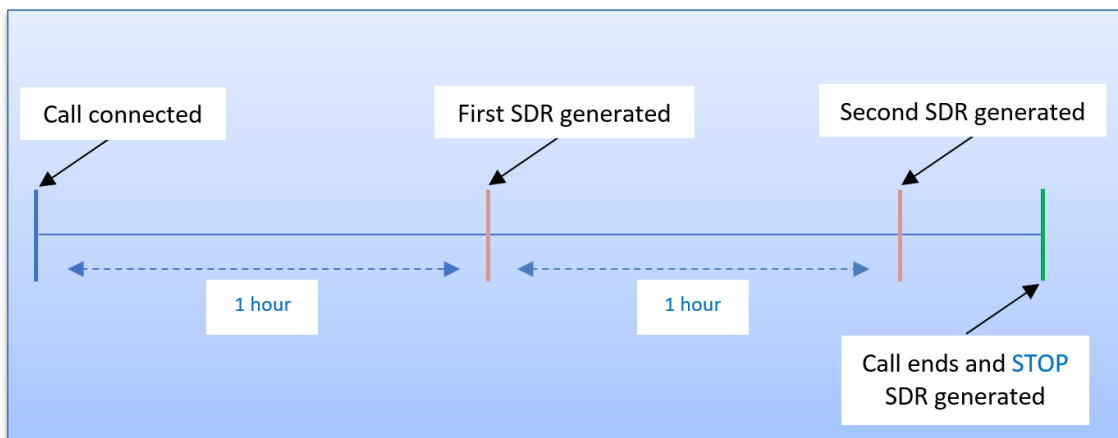 Call connected
First SDR generated
Second SDR generated
1 hour
1 hour
Call ends and STOP
SDR generated